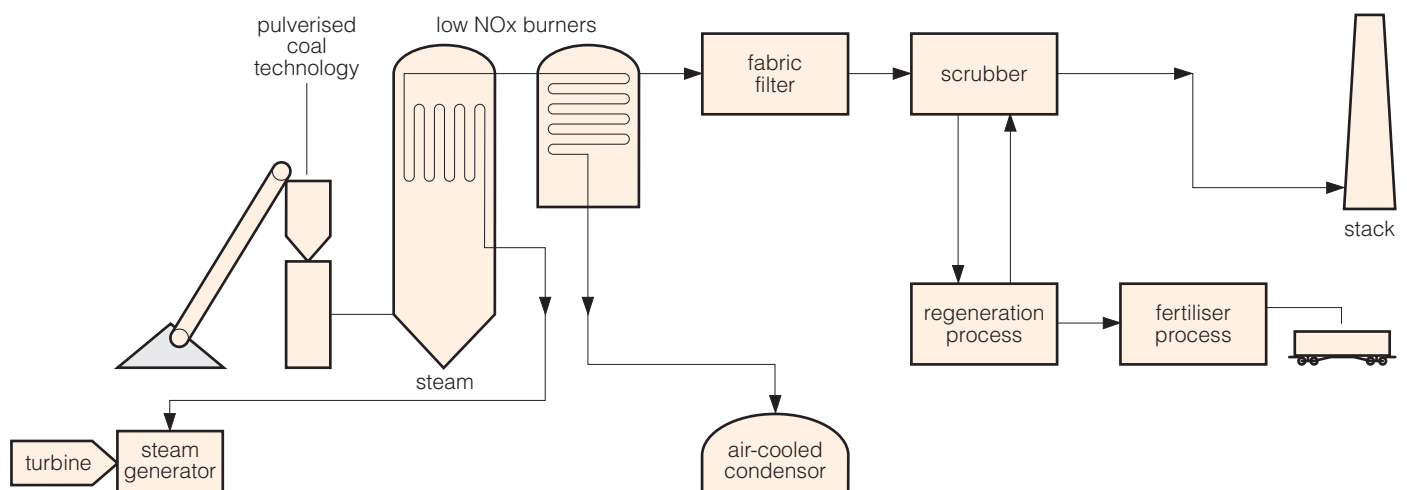 pulverised
coal
technology
low NOx burners
fabric
filter
scrubber
stack
regeneration
process
fertiliser
process
steam
turbine
steam
generator
air-cooled
condensor